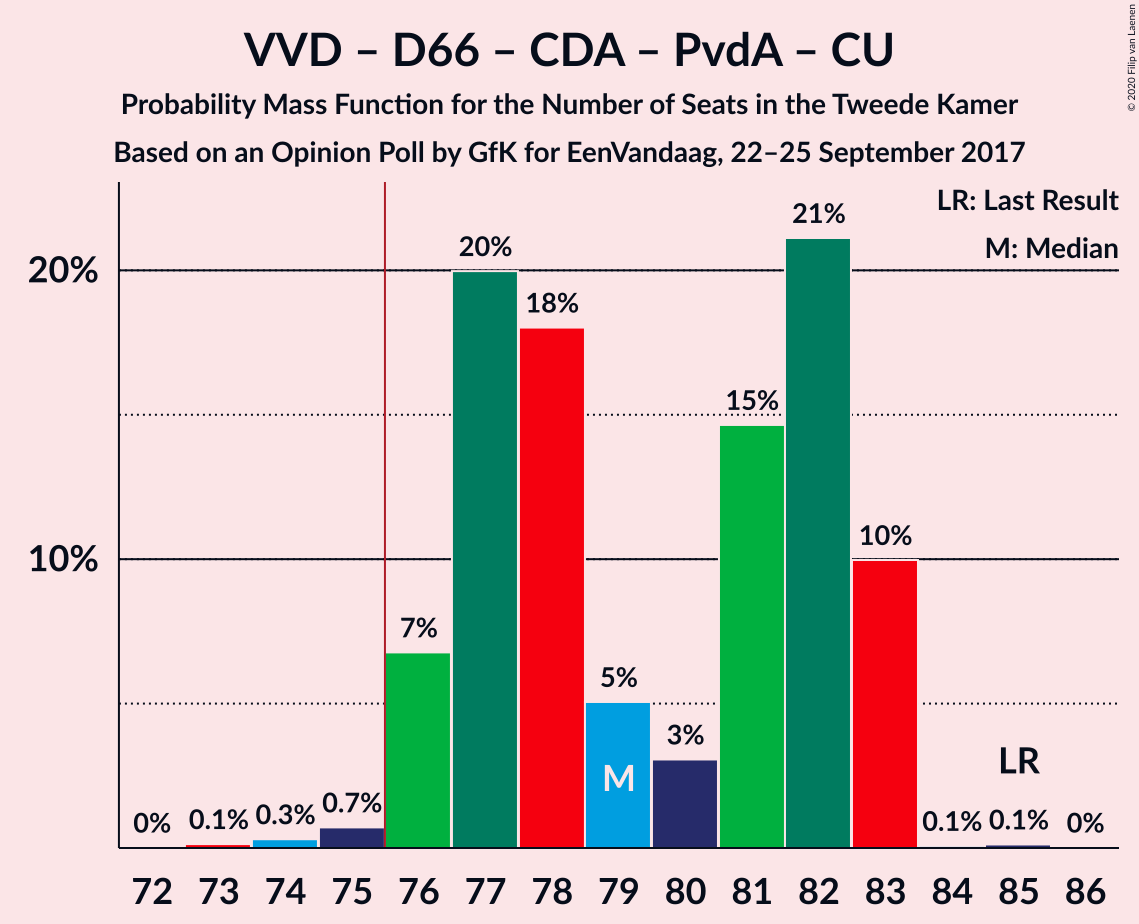 VVD – D66 – CDA – PvdA – CU
Probability Mass Function for the Number of Seats in the Tweede Kamer
Based on an Opinion Poll by GfK for EenVandaag, 22–25 September 2017
© 2020 Filip van Laenen
LR: Last Result
M: Median
20%
10%
0%
0.1%
0.3%
0.7%
7%
20%
18%
5%
3%
15%
21%
10%
0.1%
0.1%
0%
M
LR
72 73 74 75 76 77 78 79 80 81 82 83 84 85 86